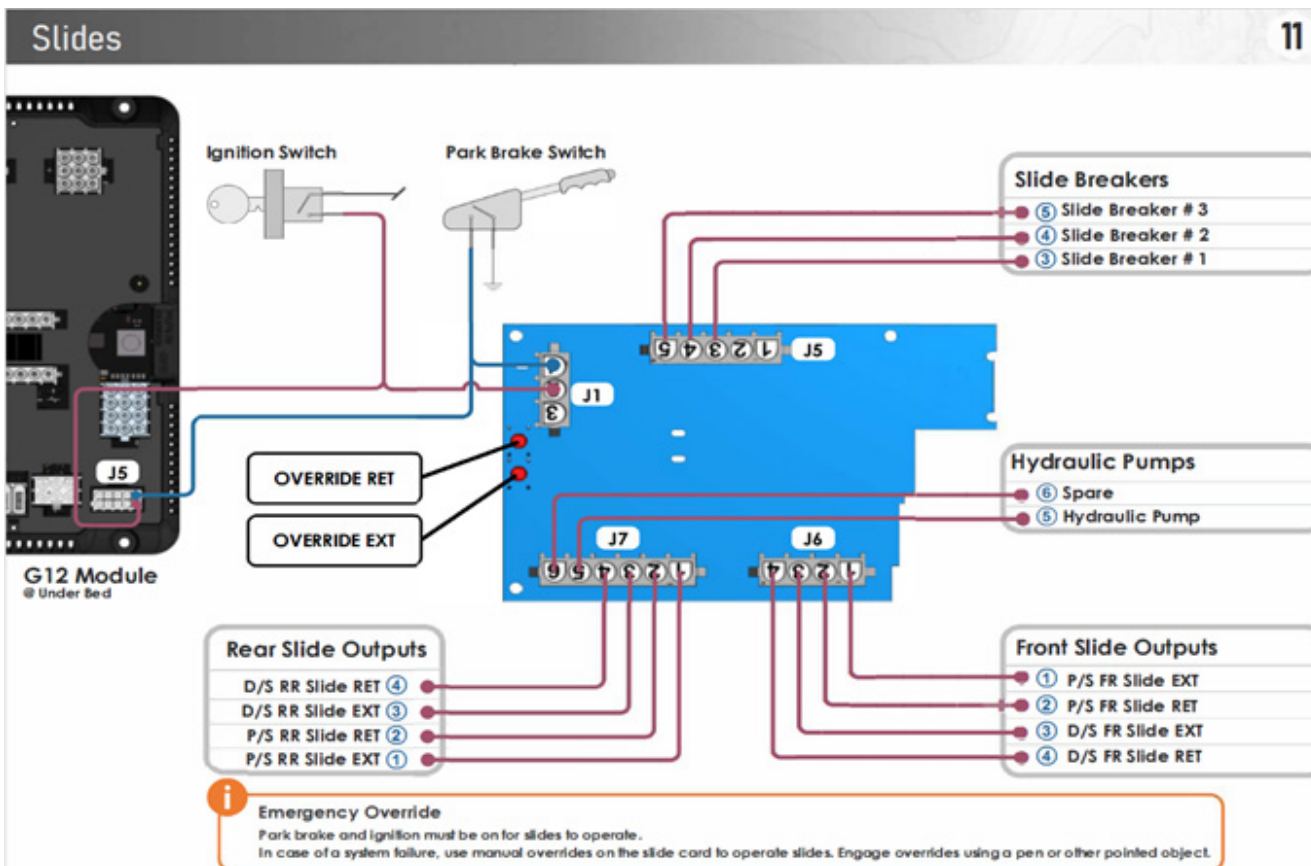 Slides
11
Ignition Switch
Park Brake Switch
Slide Breakers
5 Slide Breaker # 3
4 Slide Breaker # 2
3 Slide Breaker # 1
5 4 3 2 1
J5
1
J1
3
OVERRIDE RET
OVERRIDE EXT
J5
G12 Module
@ Under Bed
Hydraulic Pumps
6 Spare
5 Hydraulic Pump
J7
6 5 4 3 2 1
J6
4 3 2 1
Rear Slide Outputs
D/S RR Slide RET 4
D/S RR Slide EXT 3
P/S RR Slide RET 2
P/S RR Slide EXT 1
Front Slide Outputs
1 P/S FR Slide EXT
2 P/S FR Slide RET
3 D/S FR Slide EXT
4 D/S FR Slide RET
i
Emergency Override
Park brake and ignition must be on for slides to operate.
In case of a system failure, use manual overrides on the slide card to operate slides. Engage overrides using a pen or other pointed object.